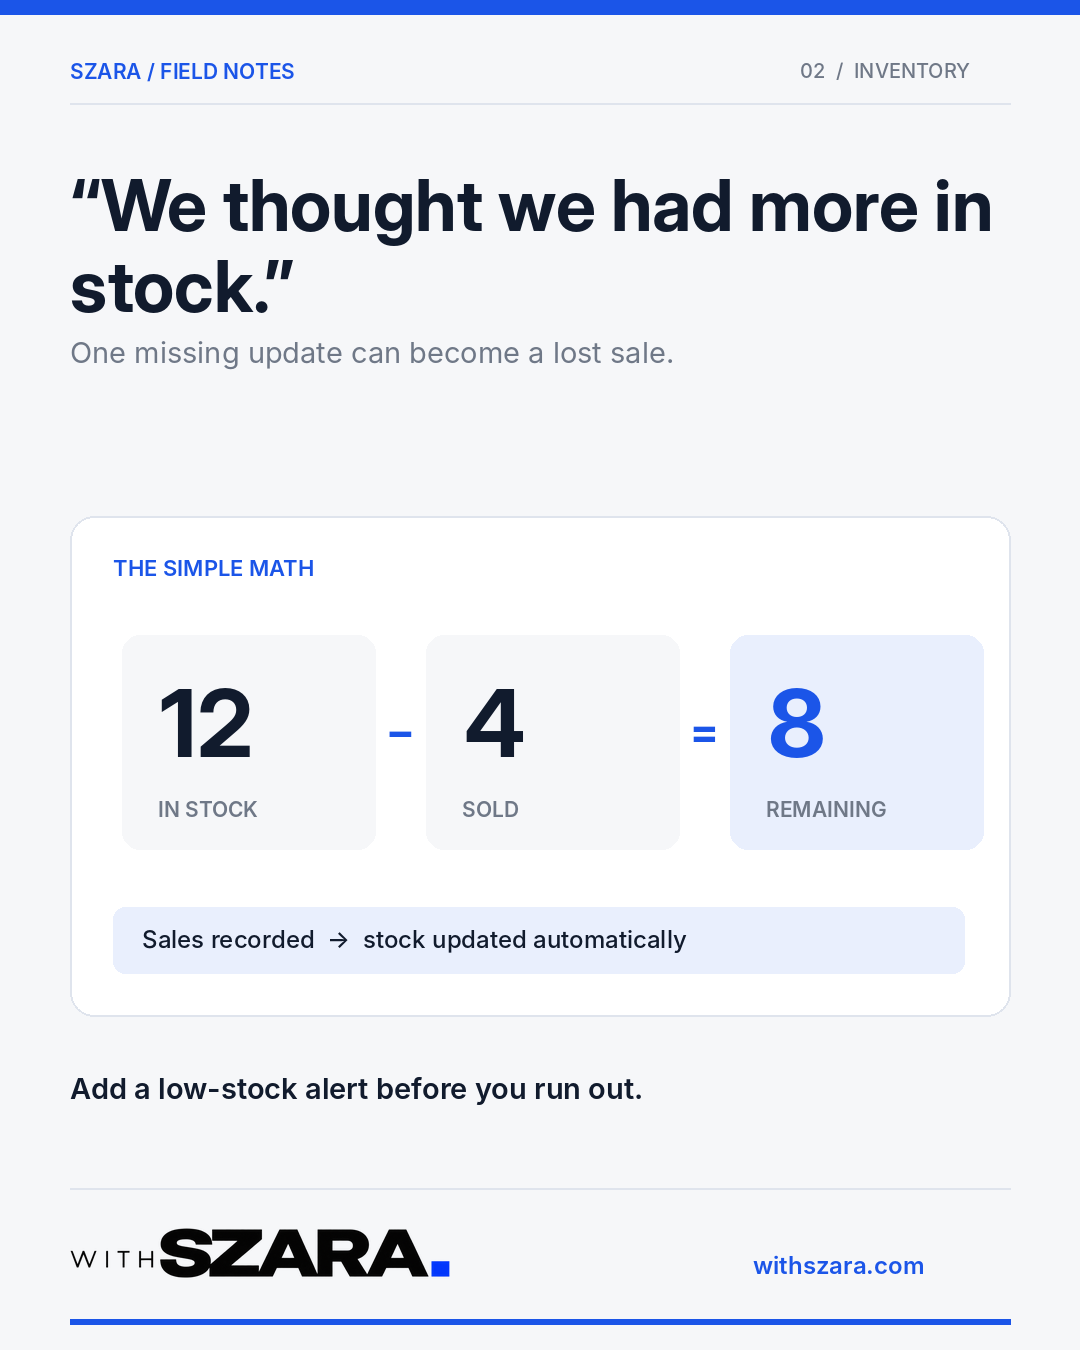 SZARA / FIELD NOTES
02 / INVENTORY
“We thought we had more in
stock.”
One missing update can become a lost sale.
THE SIMPLE MATH
12 – 4 = 8
IN STOCK SOLD REMAINING
Sales recorded → stock updated automatically
Add a low-stock alert before you run out.
WITH SZARA.
withszara.com